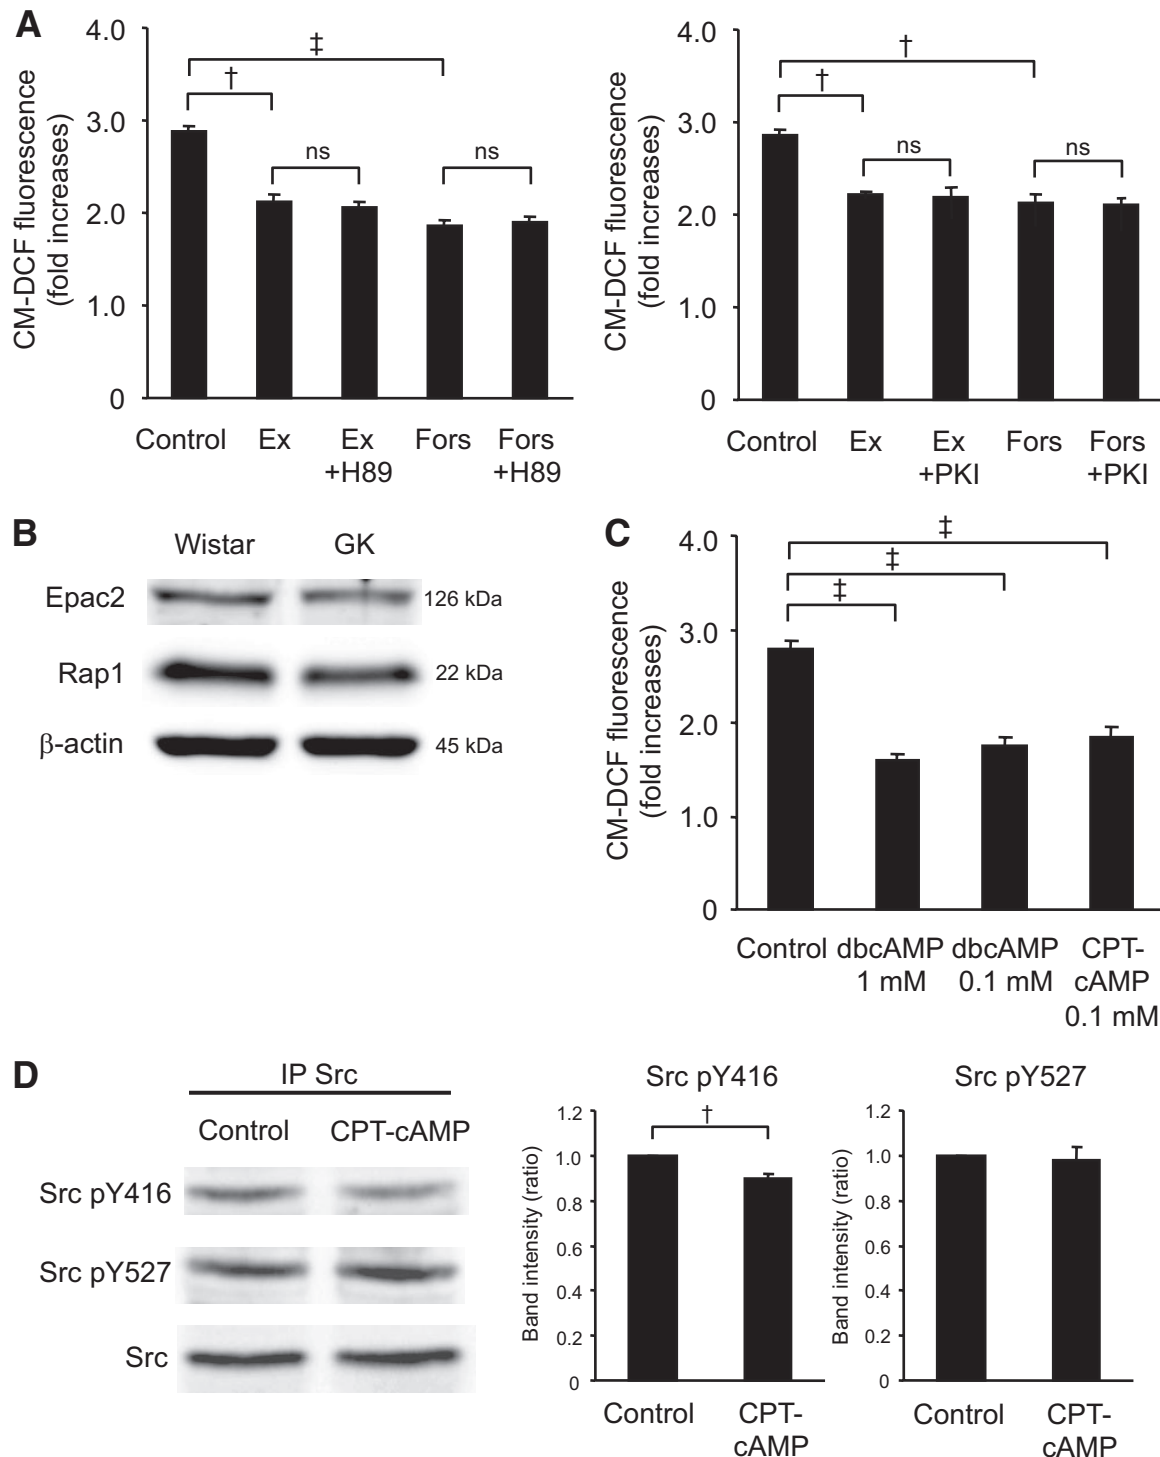 A
CM-DCF fluorescence
(fold increases)
4.0
3.0
2.0
1.0
0
‡
†
ns
ns
Control
Ex
Ex
+H89
Fors
Fors
+H89
CM-DCF fluorescence
(fold increases)
4.0
3.0
2.0
1.0
0
†
†
ns
ns
Control
Ex
Ex
+PKI
Fors
Fors
+PKI
B
Wistar
GK
Epac2
126 kDa
Rap1
22 kDa
β-actin
45 kDa
C
CM-DCF fluorescence
(fold increases)
4.0
3.0
2.0
1.0
0
‡
‡
‡
Control
dbcAMP
1 mM
dbcAMP
0.1 mM
CPT-
cAMP
0.1 mM
D
IP Src
Control
CPT-cAMP
Src pY416
Src pY527
Src
Src pY416
Band intensity (ratio)
1.2
1.0
0.8
0.6
0.4
0.2
0
†
Control
CPT-
cAMP
Src pY527
Band intensity (ratio)
1.2
1.0
0.8
0.6
0.4
0.2
0
Control
CPT-
cAMP